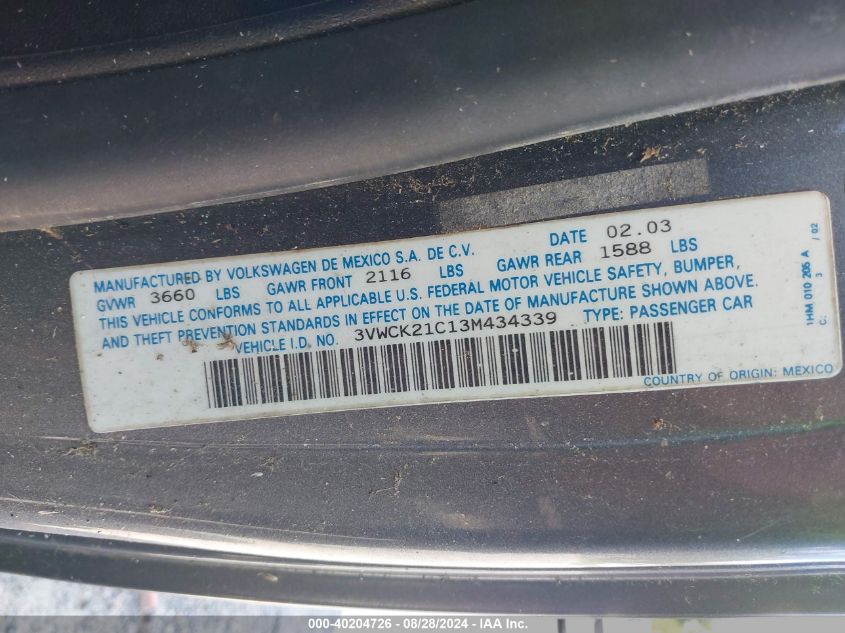 MANUFACTURED BY VOLKSWAGEN DE MEXICO S.A. DE C.V. DATE 02.03
GVWR 3660 LBS GAWR FRONT 2116 LBS GAWR REAR 1588 LBS
THIS VEHICLE CONFORMS TO ALL APPLICABLE U.S. FEDERAL MOTOR VEHICLE SAFETY, BUMPER,
AND THEFT PREVENTION STANDARDS IN EFFECT ON THE DATE OF MANUFACTURE SHOWN ABOVE.
VEHICLE I.D. NO. 3VWCK21C13M434339 TYPE: PASSENGER CAR
COUNTRY OF ORIGIN: MEXICO
1HM 010 205 A / 02
C: 3
000-40204726 | 08/28/2024 | IAA Inc.